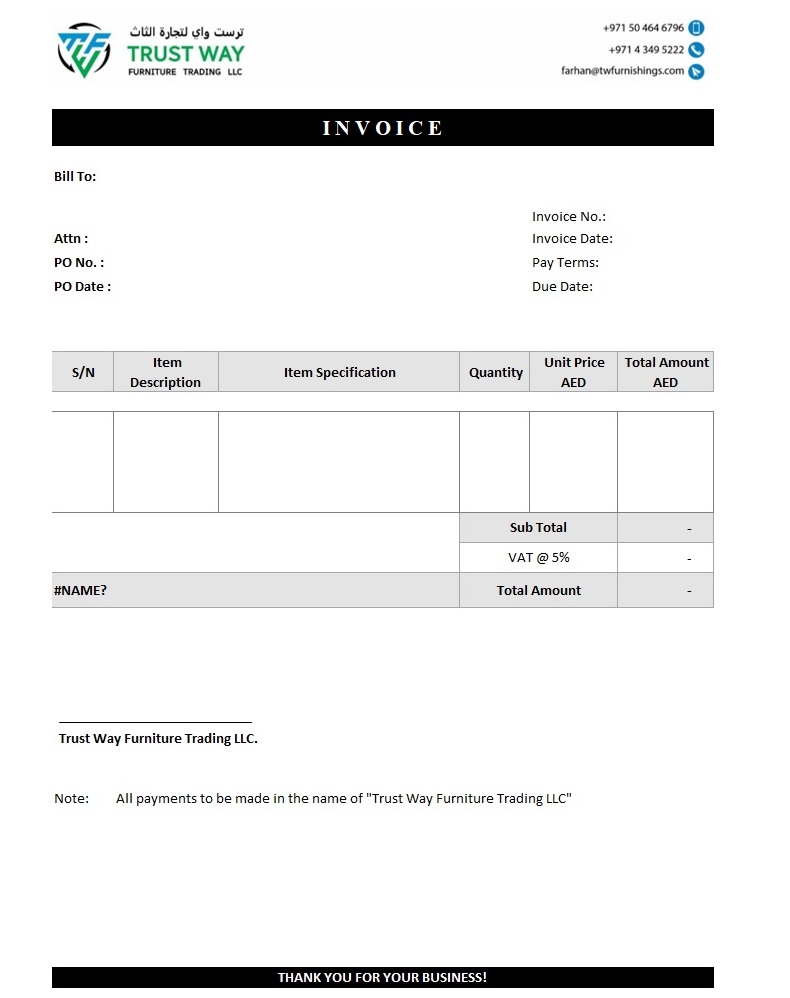 ترست واي لتجارة الثاث
TRUST WAY
FURNITURE TRADING LLC
+971 50 464 6796
+971 4 349 5222
farhan@twfurnishings.com
INVOICE
Bill To:
Invoice No.:
Attn :
Invoice Date:
PO No. :
Pay Terms:
PO Date :
Due Date:
S/N
Item
Description
Item Specification
Quantity
Unit Price
AED
Total Amount
AED
Sub Total -
VAT @ 5% -
#NAME? Total Amount -
Trust Way Furniture Trading LLC.
Note: All payments to be made in the name of "Trust Way Furniture Trading LLC"
THANK YOU FOR YOUR BUSINESS!